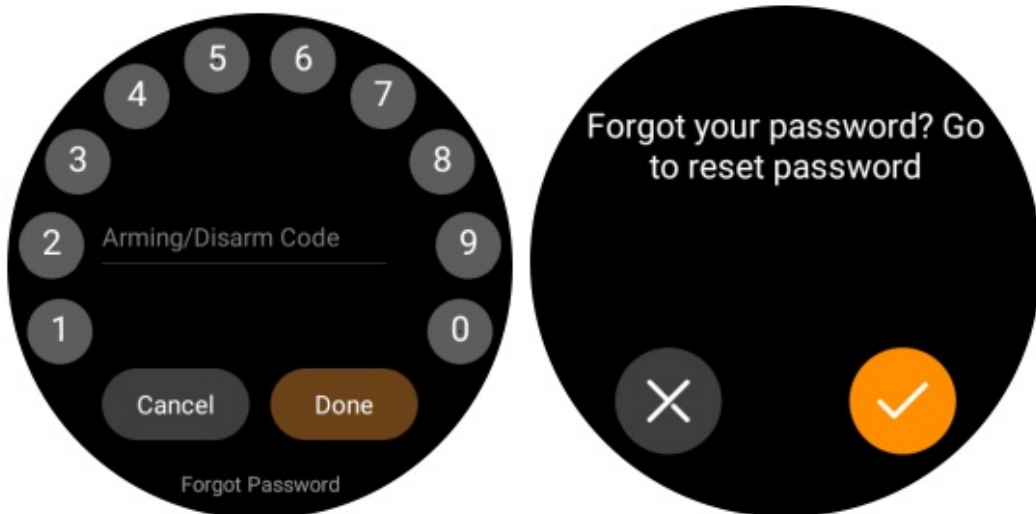 5 6
4 7
3 8
2 Arming/Disarm Code 9
1 0
Cancel Done
Forgot Password
Forgot your password? Go
to reset password